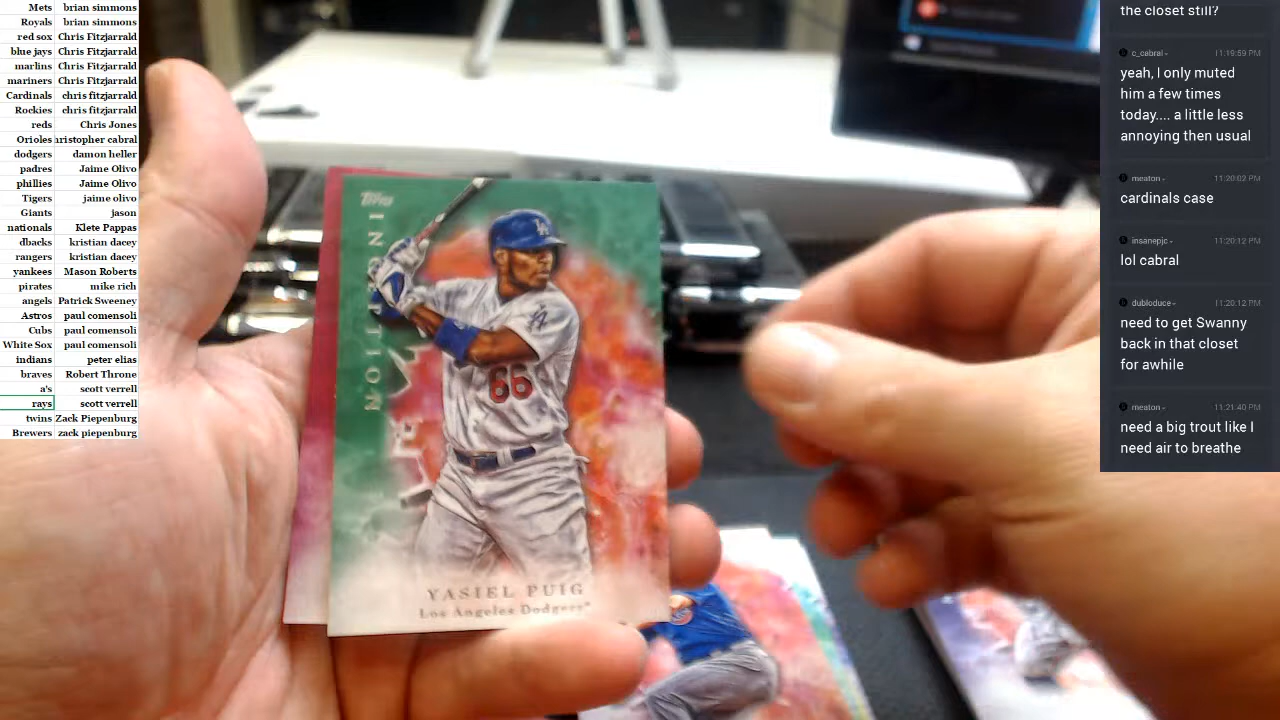 Mets brian simmons
Royals brian simmons
red sox Chris Fitzjarrald
blue jays Chris Fitzjarrald
marlins Chris Fitzjarrald
mariners Chris Fitzjarrald
Cardinals chris fitzjarrald
Rockies chris fitzjarrald
reds Chris Jones
Orioles hristopher cabral
dodgers damon heller
padres Jaime Olivo
phillies Jaime Olivo
Tigers jaime olivo
Giants jason
nationals Klete Pappas
dbacks kristian dacey
rangers kristian dacey
yankees Mason Roberts
pirates mike rich
angels Patrick Sweeney
Astros paul comensoli
Cubs paul comensoli
White Sox paul comensoli
indians peter elias
braves Robert Throne
a's scott verrell
rays scott verrell
twins Zack Piepenburg
Brewers zack piepenburg
Topps
INCEPTION
LA
LA
66
YASIEL PUIG
Los Angeles Dodgers
the closet still?
c_cabral 11:19:59 PM
yeah, I only muted
him a few times
today.... a little less
annoying then usual
meaton 11:20:02 PM
cardinals case
insanepjc 11:20:12 PM
lol cabral
dubloduce 11:20:12 PM
need to get Swanny
back in that closet
for awhile
meaton 11:21:40 PM
need a big trout like I
need air to breathe